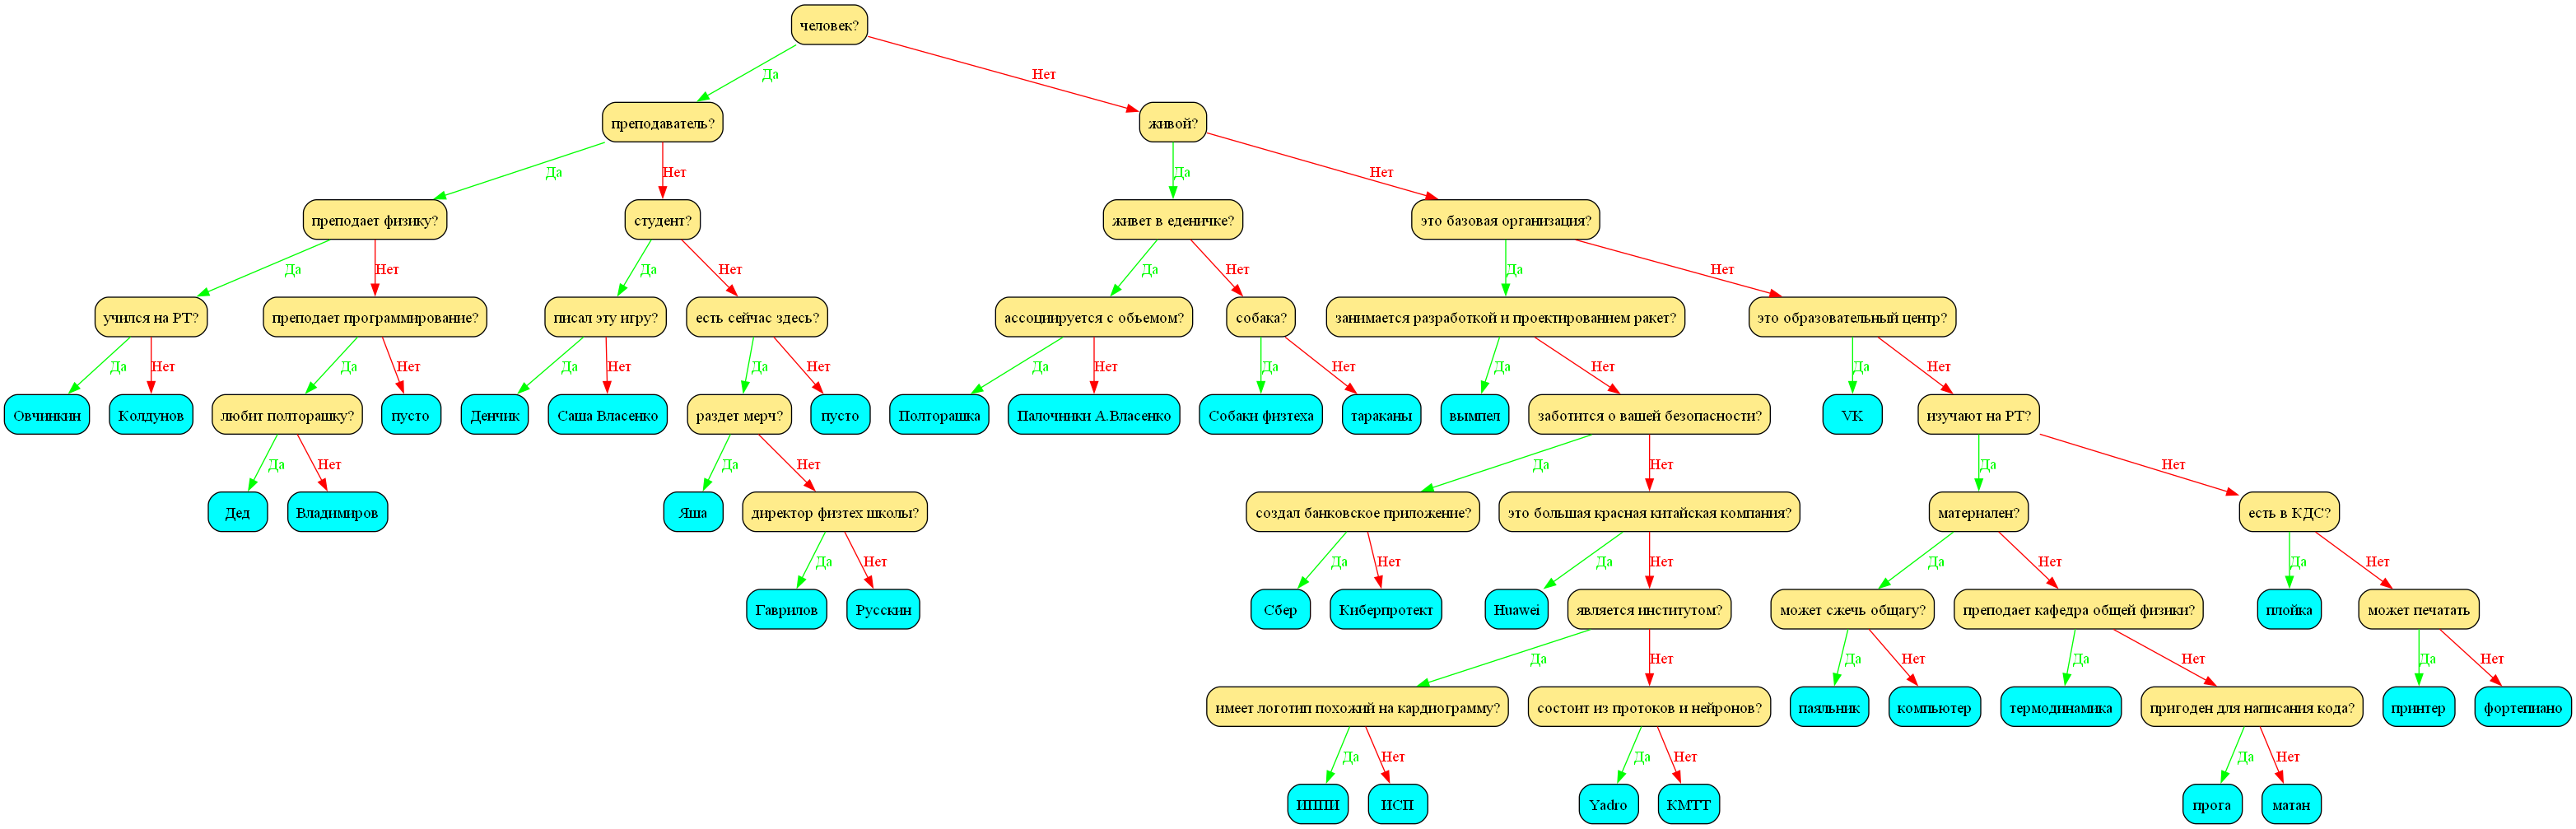 человек?
Да
Нет
преподаватель?
живой?
Да
Нет
Да
Нет
преподает физику?
студент?
живет в еденичке?
это базовая организация?
Да
Нет
Да
Нет
Да
Нет
Да
Нет
учился на РТ?
преподает программирование?
писал эту игру?
есть сейчас здесь?
ассоциируется с обьемом?
собака?
занимается разработкой и проектированием ракет?
это образовательный центр?
Да
Нет
Да
Нет
Да
Нет
Да
Нет
Да
Нет
Да
Нет
Да
Нет
Да
Нет
Овчинкин
Колдунов
любит полторашку?
пусто
Денчик
Саша Власенко
раздет мерч?
пусто
Полторашка
Палочники А.Власенко
Собаки физтеха
тараканы
вымпел
заботится о вашей безопасности?
VK
изучают на РТ?
Да
Нет
Да
Нет
Да
Нет
Да
Нет
Дед
Владимиров
Яша
директор физтех школы?
создал банковское приложение?
это большая красная китайская компания?
материален?
есть в КДС?
Да
Нет
Да
Нет
Да
Нет
Да
Нет
Да
Нет
Гаврилов
Русскин
Сбер
Киберпротект
Huawei
является институтом?
может сжечь общагу?
преподает кафедра общей физики?
плойка
может печатать
Да
Нет
Да
Нет
Да
Нет
Да
Нет
имеет логотип похожий на кардиограмму?
состоит из протоков и нейронов?
паяльник
компьютер
термодинамика
пригоден для написания кода?
принтер
фортепиано
Да
Нет
Да
Нет
Да
Нет
ИППИ
ИСП
Yadro
КМТТ
прога
матан